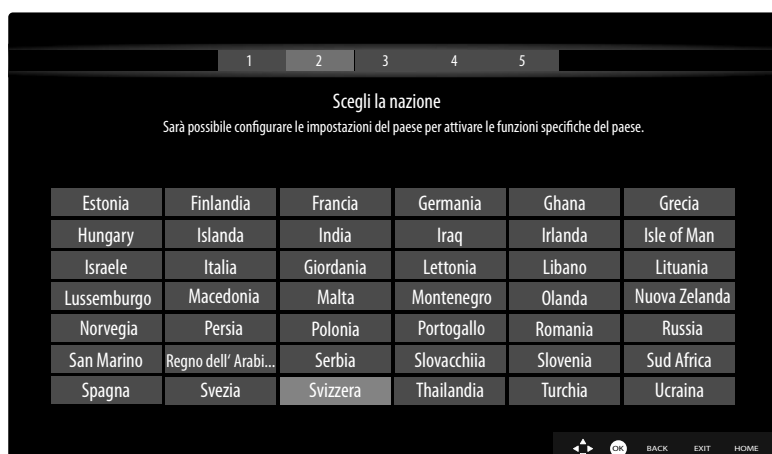 1 2 3 4 5
Scegli la nazione
Sarà possibile configurare le impostazioni del paese per attivare le funzioni specifiche del paese.
Estonia Finlandia Francia Germania Ghana Grecia
Hungary Islanda India Iraq Irlanda Isle of Man
Israele Italia Giordania Lettonia Libano Lituania
Lussemburgo Macedonia Malta Montenegro Olanda Nuova Zelanda
Norvegia Persia Polonia Portogallo Romania Russia
San Marino Regno dell‘ Arabi... Serbia Slovacchiia Slovenia Sud Africa
Spagna Svezia Svizzera Thailandia Turchia Ucraina
OK BACK EXIT HOME